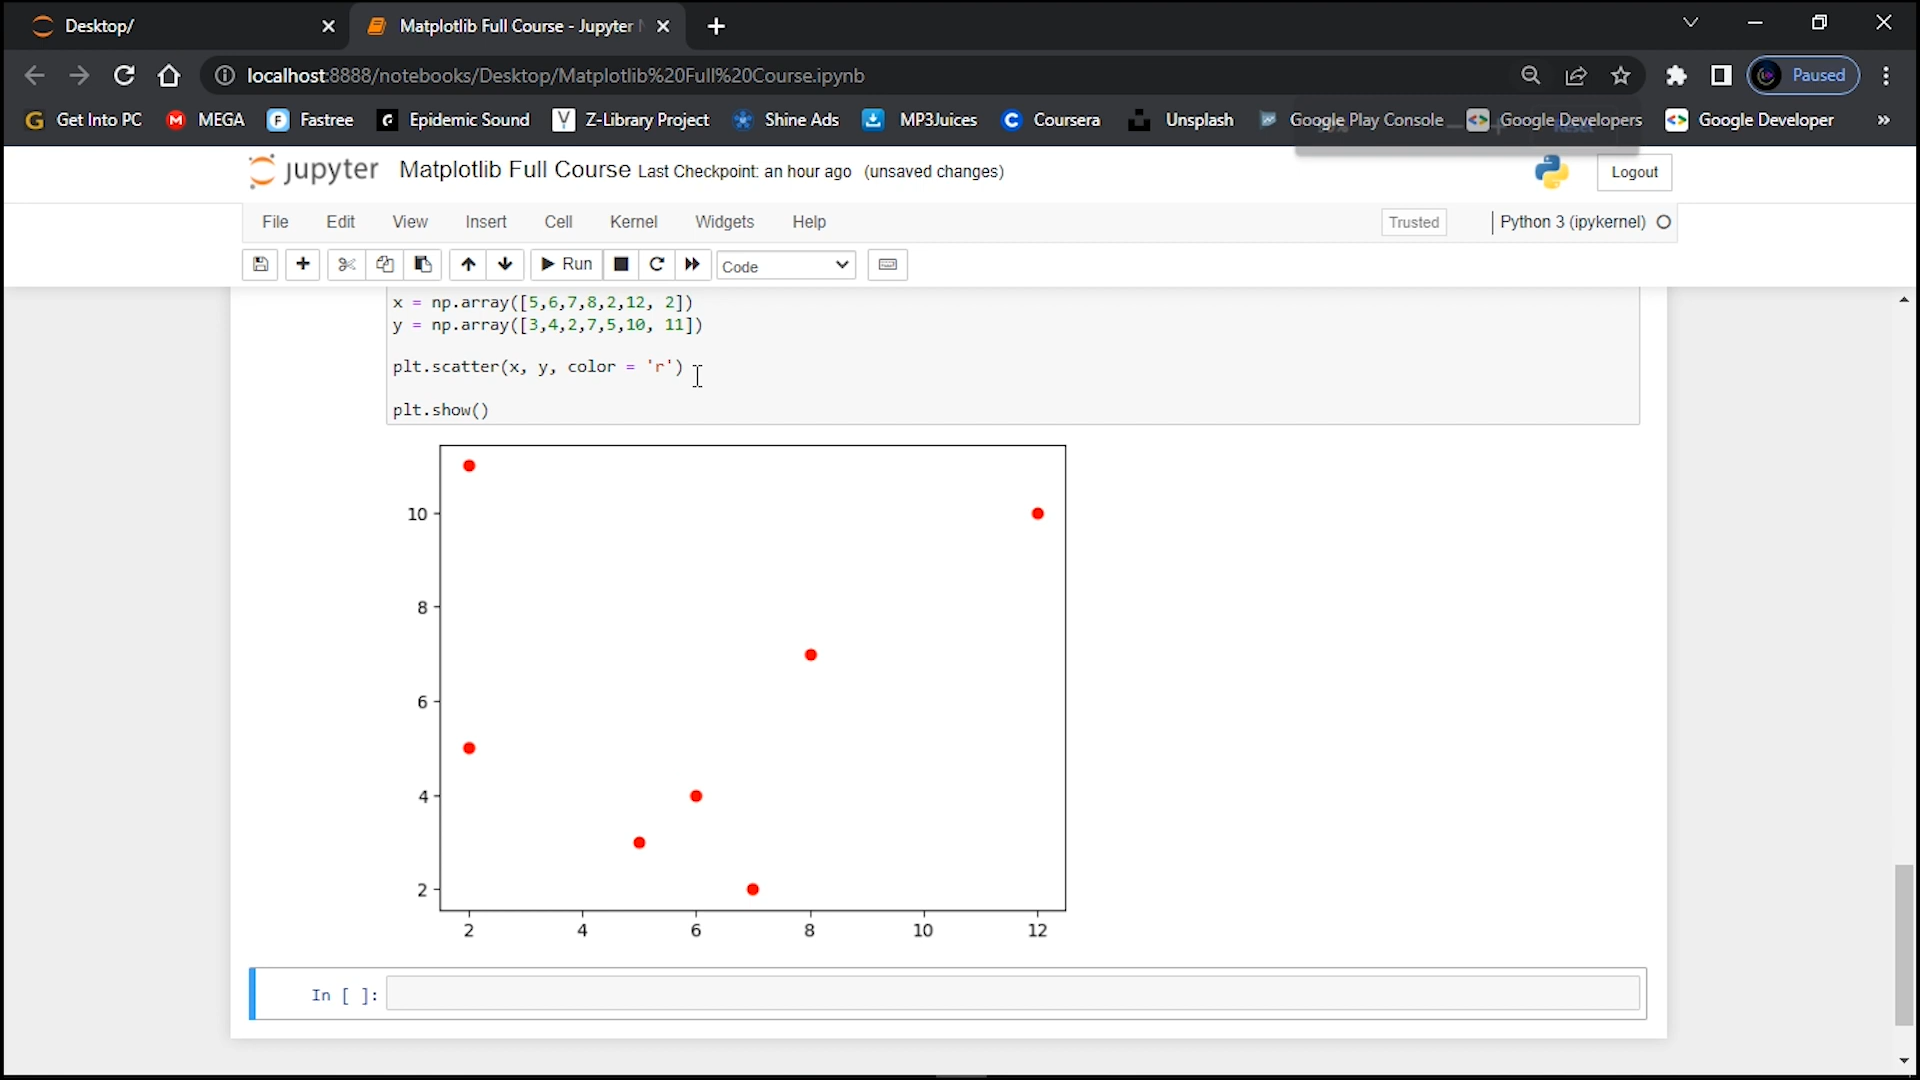 Desktop/
Matplotlib Full Course - Jupyter
localhost:8888/notebooks/Desktop/Matplotlib%20Full%20Course.ipynb
Paused
Get Into PC MEGA Fastree Epidemic Sound Z-Library Project Shine Ads MP3Juices Coursera Unsplash Google Play Console Google Developers Google Developer »
jupyter Matplotlib Full Course Last Checkpoint: an hour ago (unsaved changes) Logout
File Edit View Insert Cell Kernel Widgets Help Trusted Python 3 (ipykernel)
Run Code
x = np.array([5,6,7,8,2,12, 2])
y = np.array([3,4,2,7,5,10, 11])
plt.scatter(x, y, color = 'r')
plt.show()
10
8
6
4
2
2 4 6 8 10 12
In [ ]: